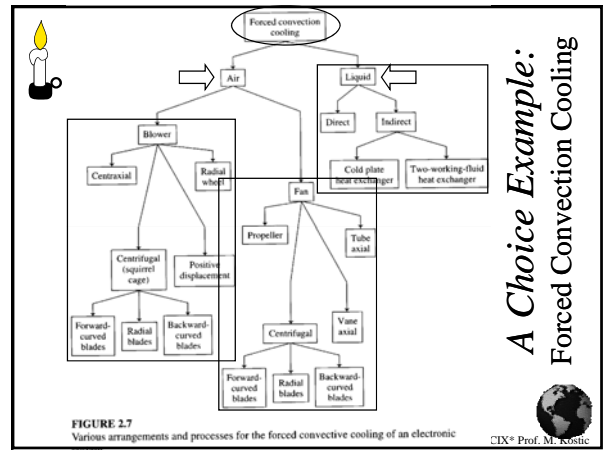 Forced convection
cooling
Air
Liquid
Direct
Indirect
Blower
Cold plate
heat exchanger
Two-working-fluid
heat exchanger
Centraxial
Radial
wheel
Fan
Propeller
Tube
axial
Centrifugal
(squirrel
cage)
Positive
displacement
Forward-
curved
blades
Radial
blades
Backward-
curved
blades
Centrifugal
Vane
axial
Forward-
curved
blades
Radial
blades
Backward-
curved
blades
FIGURE 2.7
Various arrangements and processes for the forced convective cooling of an electronic
A Choice Example:
Forced Convection Cooling
CIX* Prof. M. Kostic